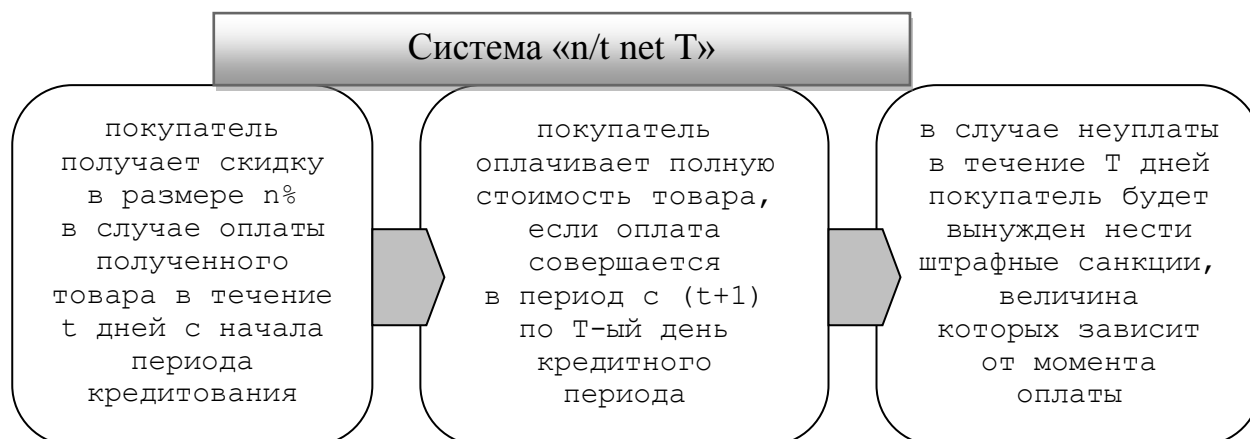 Система «n/t net T»
покупатель
получает скидку
в размере n%
в случае оплаты
полученного
товара в течение
t дней с начала
периода
кредитования
покупатель
оплачивает полную
стоимость товара,
если оплата
совершается
в период с (t+1)
по Т-ый день
кредитного
периода
в случае неуплаты
в течение Т дней
покупатель будет
вынужден нести
штрафные санкции,
величина
которых зависит
от момента
оплаты